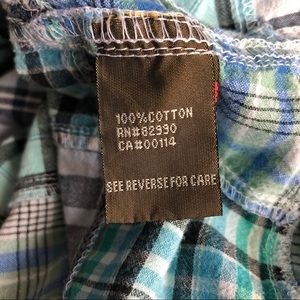 100%COTTON
RN#82990
CA#00114
SEE REVERSE FOR CARE